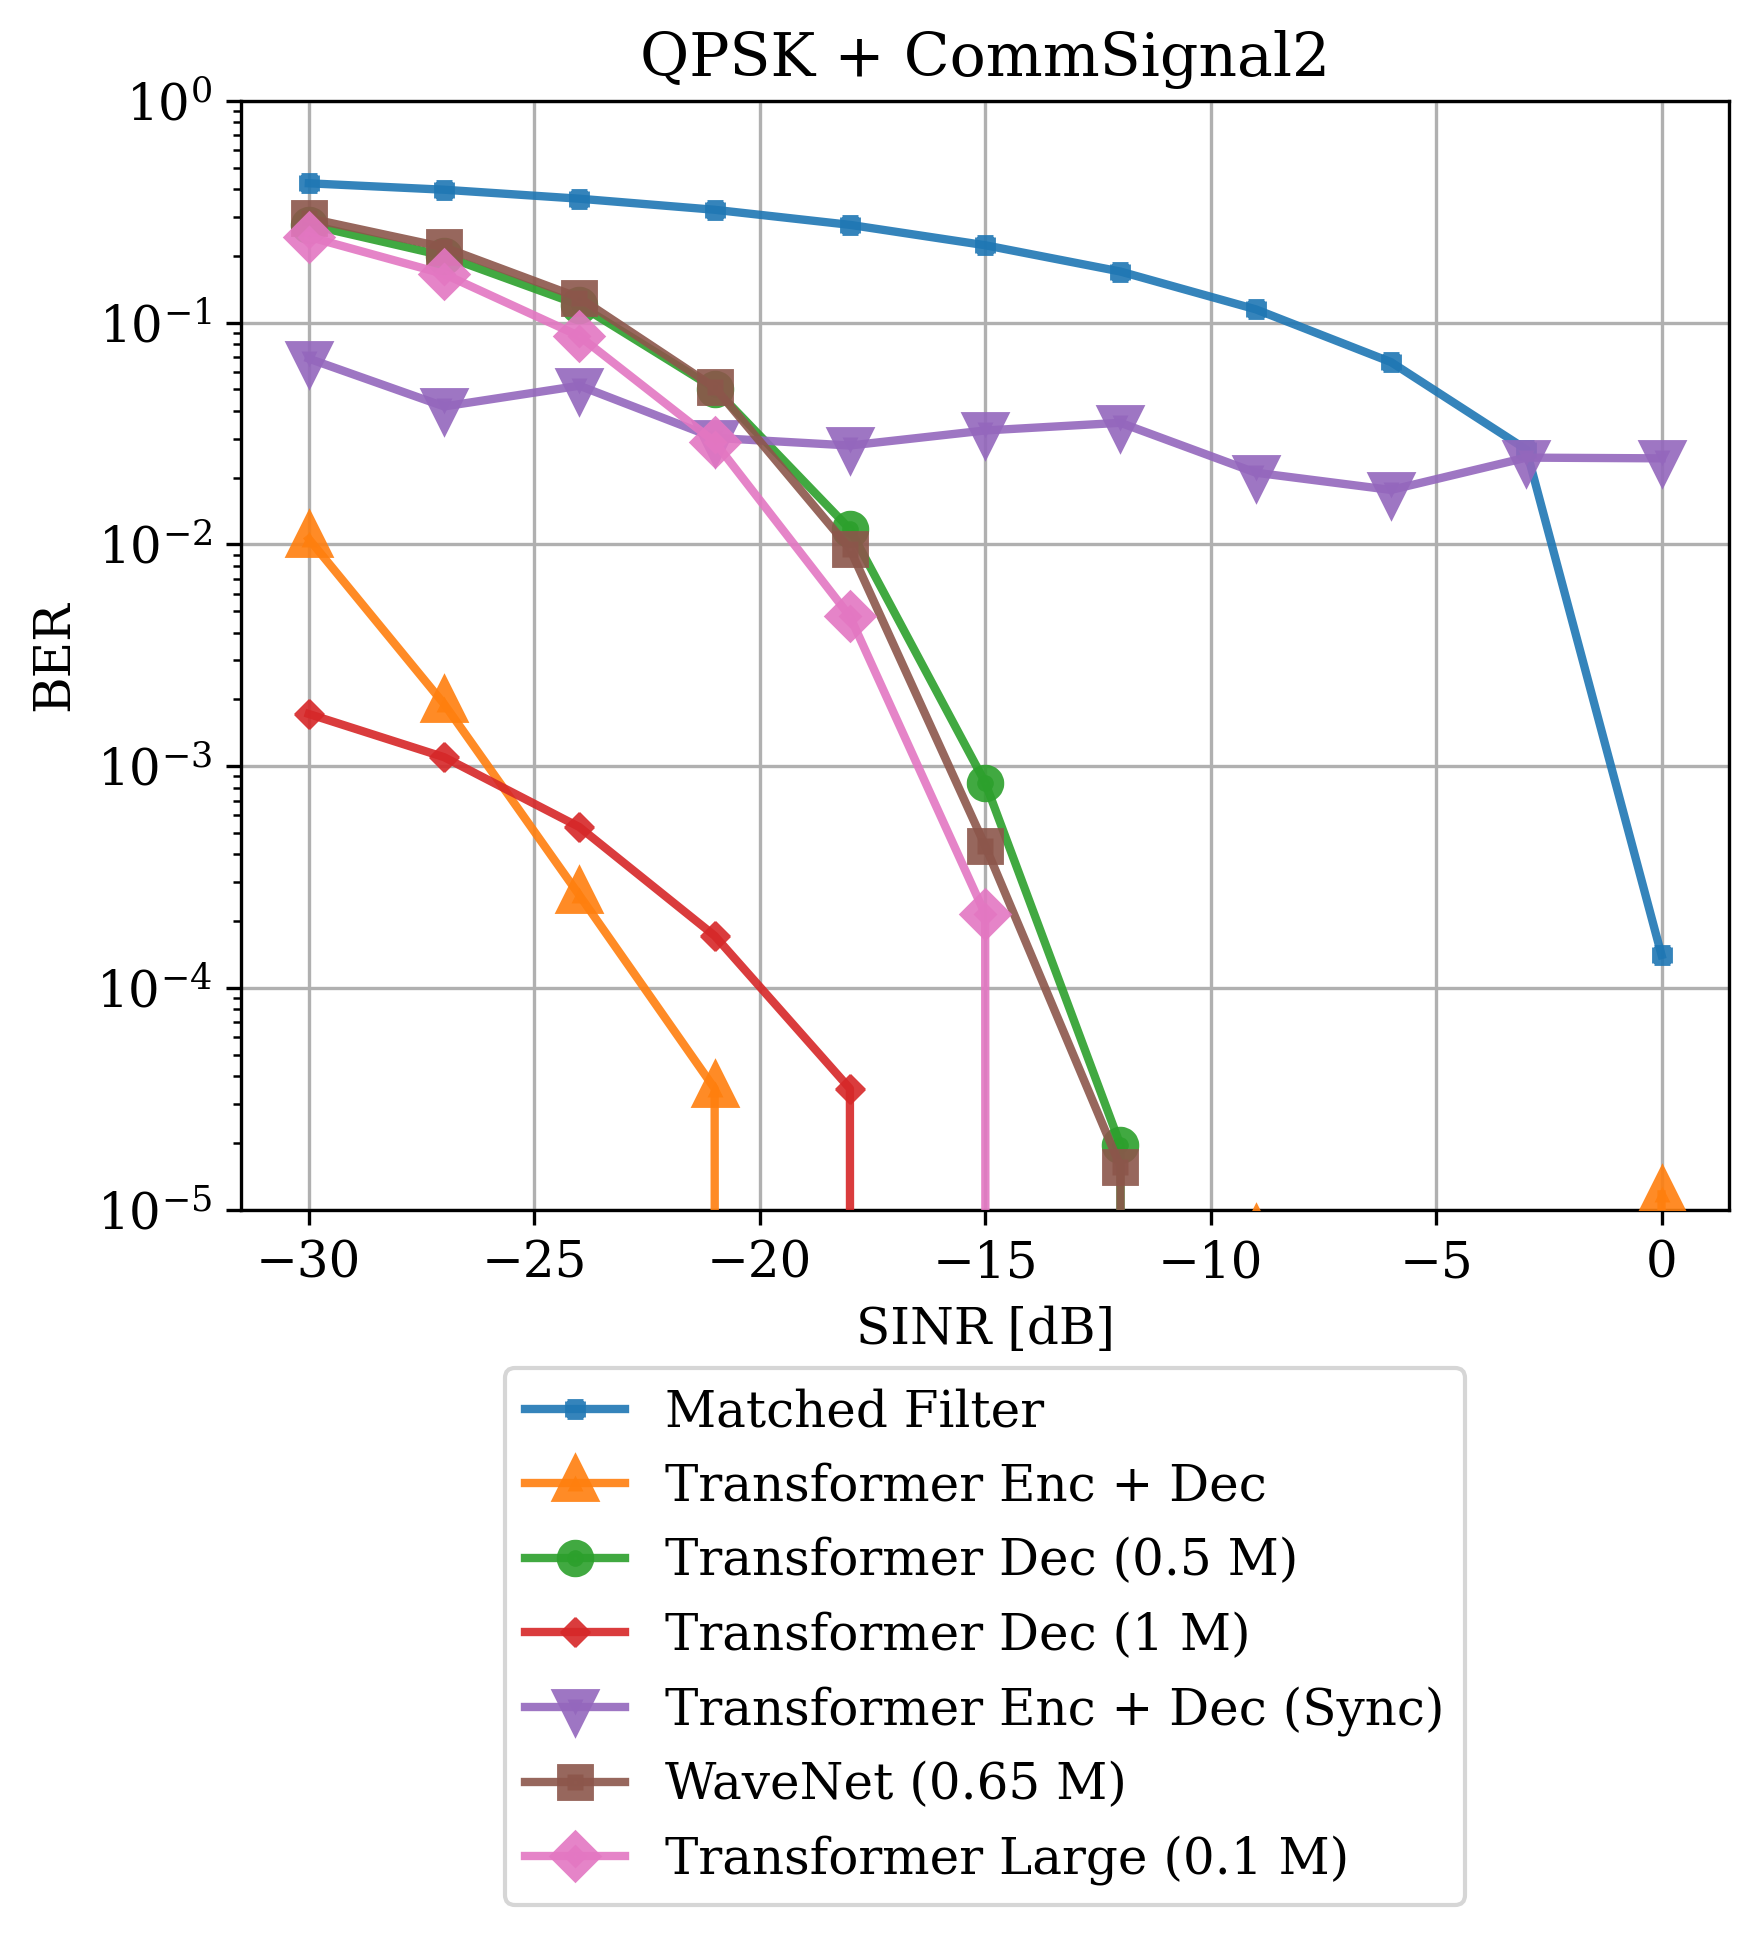 QPSK + CommSignal2
10⁰
10⁻¹
10⁻²
10⁻³
10⁻⁴
10⁻⁵
BER
−30 −25 −20 −15 −10 −5 0
SINR [dB]
Matched Filter
Transformer Enc + Dec
Transformer Dec (0.5 M)
Transformer Dec (1 M)
Transformer Enc + Dec (Sync)
WaveNet (0.65 M)
Transformer Large (0.1 M)